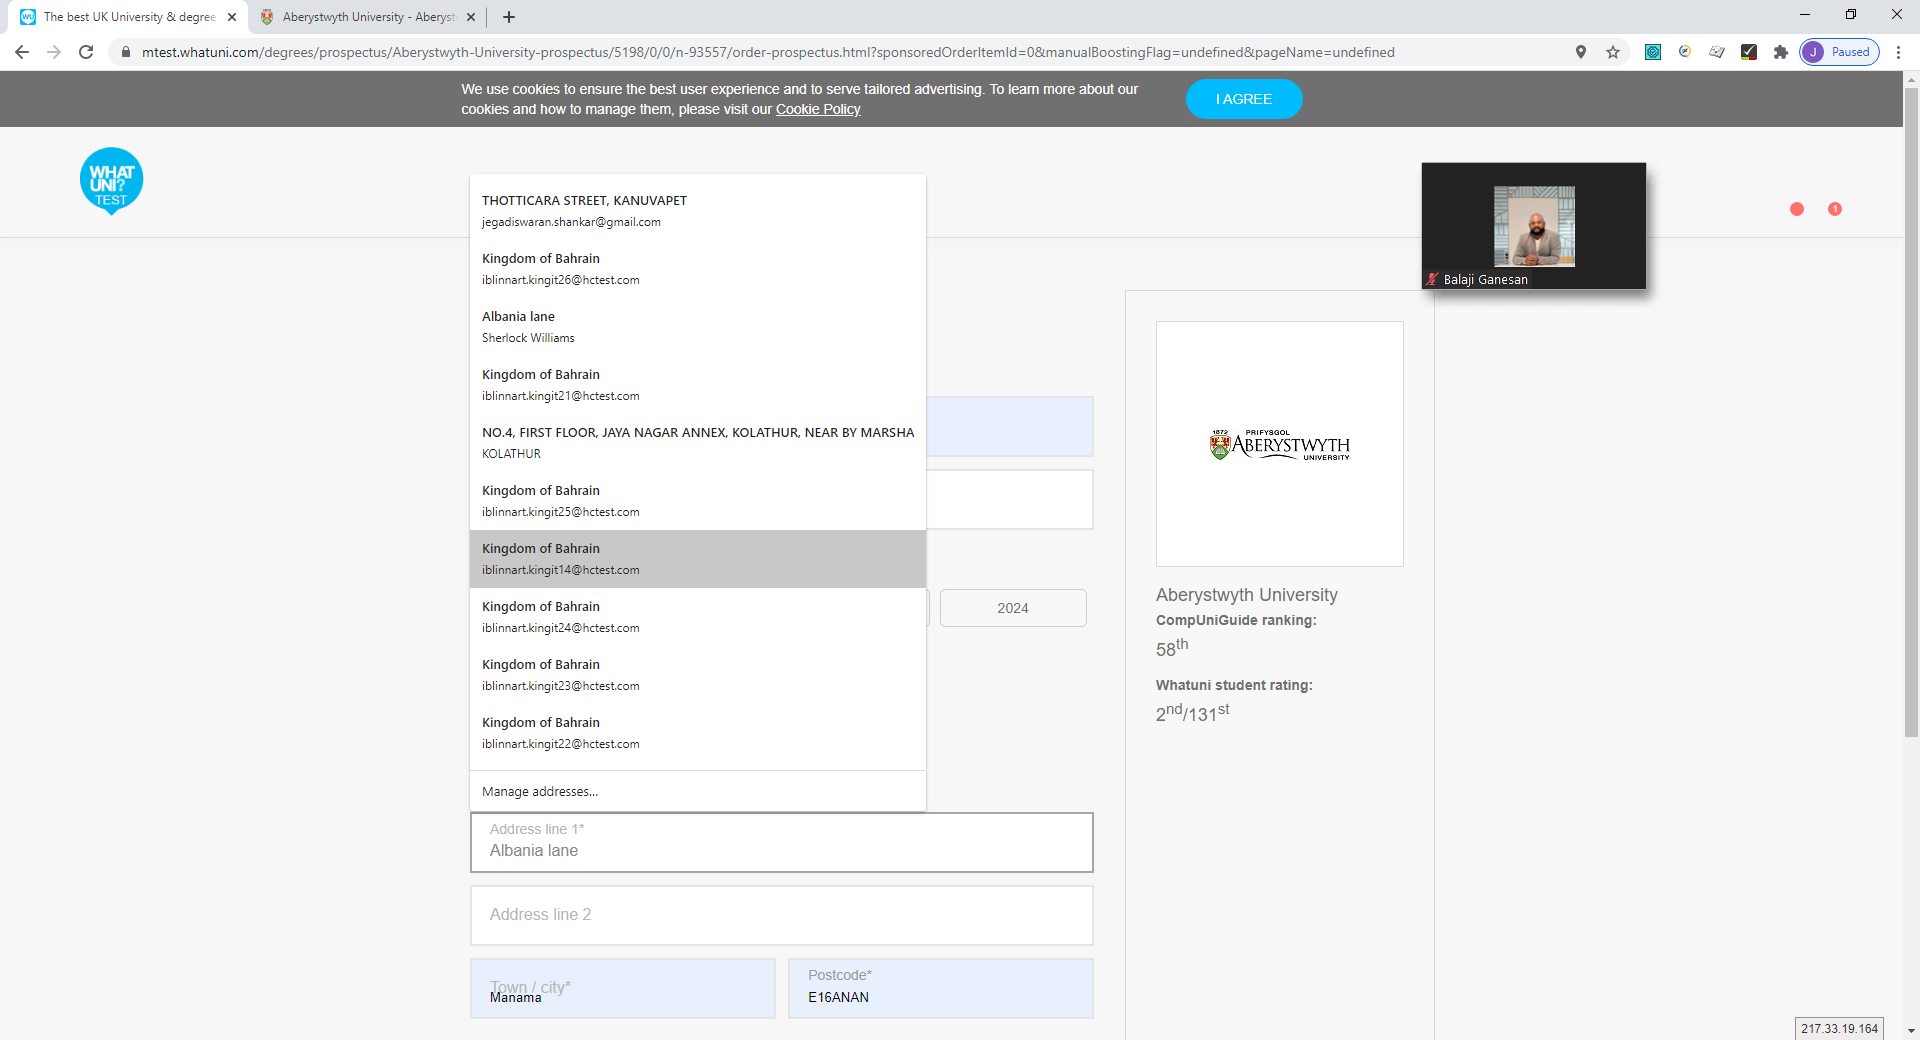 The best UK University & degree
Aberystwyth University - Aberyst
mtest.whatuni.com/degrees/prospectus/Aberystwyth-University-prospectus/5198/0/0/n-93557/order-prospectus.html?sponsoredOrderItemId=0&manualBoostingFlag=undefined&pageName=undefined
J Paused
We use cookies to ensure the best user experience and to serve tailored advertising. To learn more about our
cookies and how to manage them, please visit our Cookie Policy
I AGREE
WHAT
UNI?
TEST
1
Balaji Ganesan
THOTTICARA STREET, KANUVAPET
jegadiswaran.shankar@gmail.com
Kingdom of Bahrain
iblinnart.kingit26@hctest.com
Albania lane
Sherlock Williams
Kingdom of Bahrain
iblinnart.kingit21@hctest.com
NO.4, FIRST FLOOR, JAYA NAGAR ANNEX, KOLATHUR, NEAR BY MARSHA
KOLATHUR
Kingdom of Bahrain
iblinnart.kingit25@hctest.com
Kingdom of Bahrain
iblinnart.kingit14@hctest.com
Kingdom of Bahrain
iblinnart.kingit24@hctest.com
Kingdom of Bahrain
iblinnart.kingit23@hctest.com
Kingdom of Bahrain
iblinnart.kingit22@hctest.com
Manage addresses...
2024
Address line 1*
Albania lane
Address line 2
Town / city*
Manama
Postcode*
E16ANAN
1872 PRIFYSGOL
ABERYSTWYTH
UNIVERSITY
Aberystwyth University
CompUniGuide ranking:
58th
Whatuni student rating:
2nd/131st
217.33.19.164